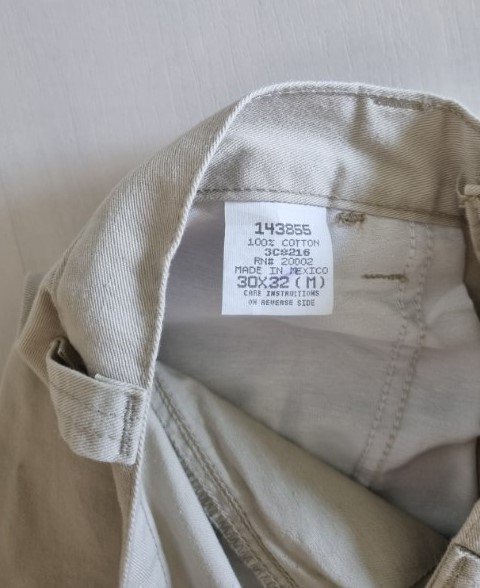 143855
100% COTTON
3C8216
RN# 20002
MADE IN MEXICO
30X32 (M)
CARE INSTRUCTIONS
ON REVERSE SIDE